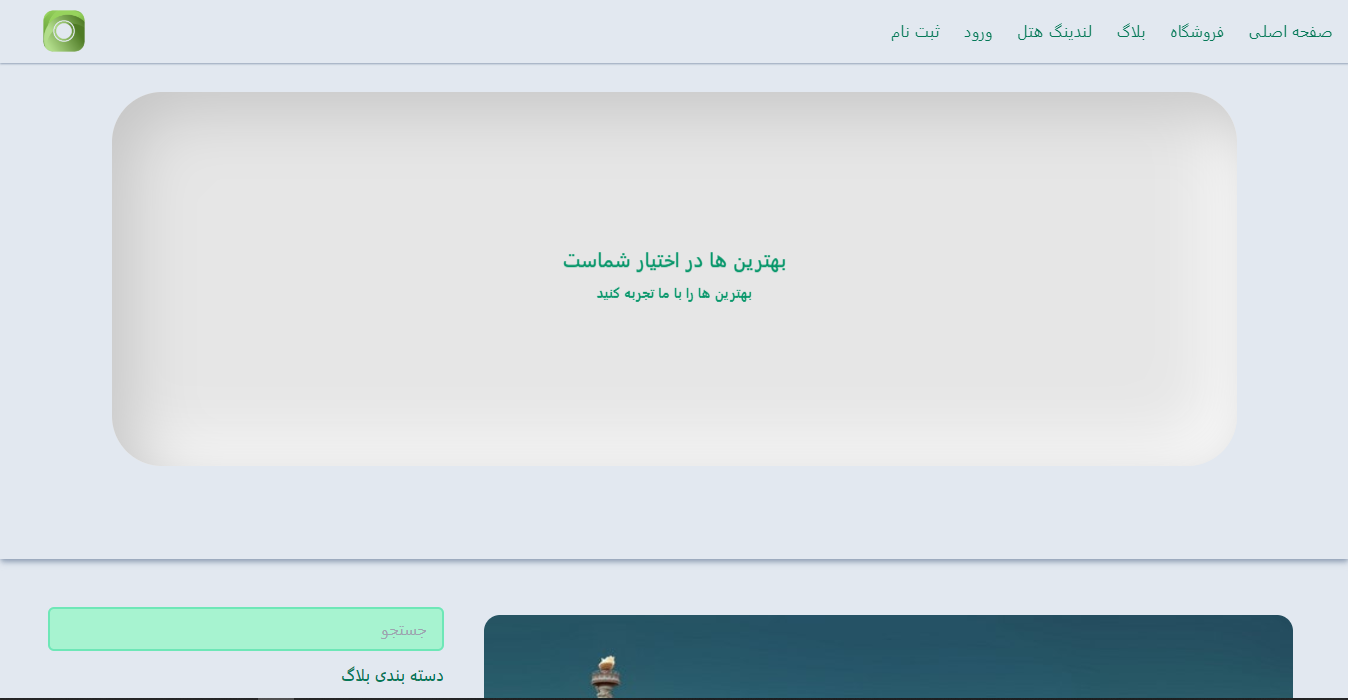 صفحه اصلی فروشگاه بلاگ لندینگ هتل ورود ثبت نام
بهترین ها در اختیار شماست
بهترین ها را با ما تجربه کنید
جستجو
دسته بندی بلاگ